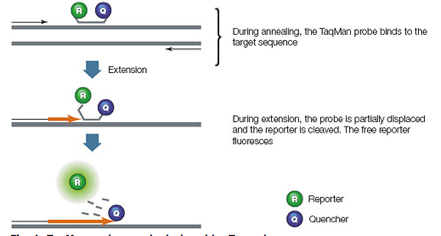 R
Q
During annealing, the TaqMan probe binds to the
target sequence
Extension
R
Q
During extension, the probe is partially displaced
and the reporter is cleaved. The free reporter
fluoresces
R
Q
R Reporter
Q Quencher